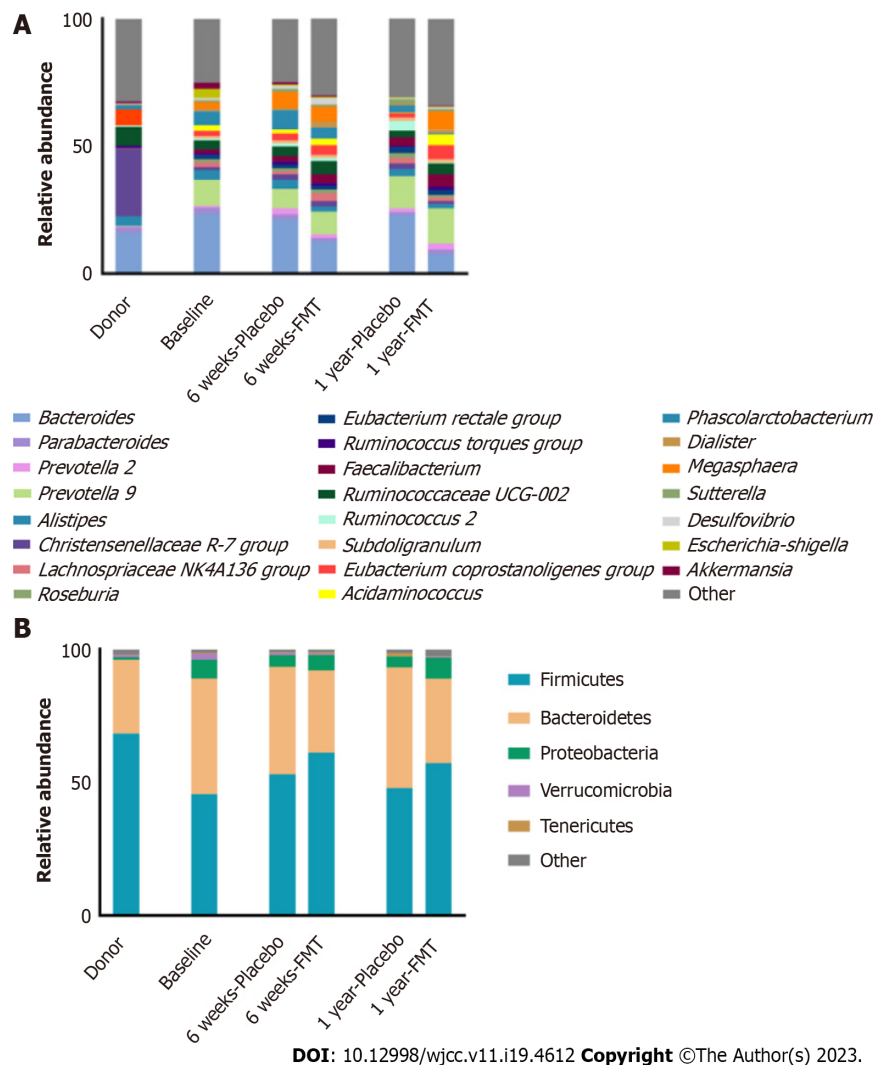 A
100
50
0
Relative abundance
Donor
Baseline
6 weeks-Placebo
6 weeks-FMT
1 year-Placebo
1 year-FMT
Bacteroides
Parabacteroides
Prevotella 2
Prevotella 9
Alistipes
Christensenellaceae R-7 group
Lachnospriaceae NK4A136 group
Roseburia
Eubacterium rectale group
Ruminococcus torques group
Faecalibacterium
Ruminococcaceae UCG-002
Ruminococcus 2
Subdoligranulum
Eubacterium coprostanoligenes group
Acidaminococcus
Phascolarctobacterium
Dialister
Megasphaera
Sutterella
Desulfovibrio
Escherichia-shigella
Akkermansia
Other
B
100
50
0
Relative abundance
Donor
Baseline
6 weeks-Placebo
6 weeks-FMT
1 year-Placebo
1 year-FMT
Firmicutes
Bacteroidetes
Proteobacteria
Verrucomicrobia
Tenericutes
Other
DOI: 10.12998/wjcc.v11.i19.4612 Copyright ©The Author(s) 2023.